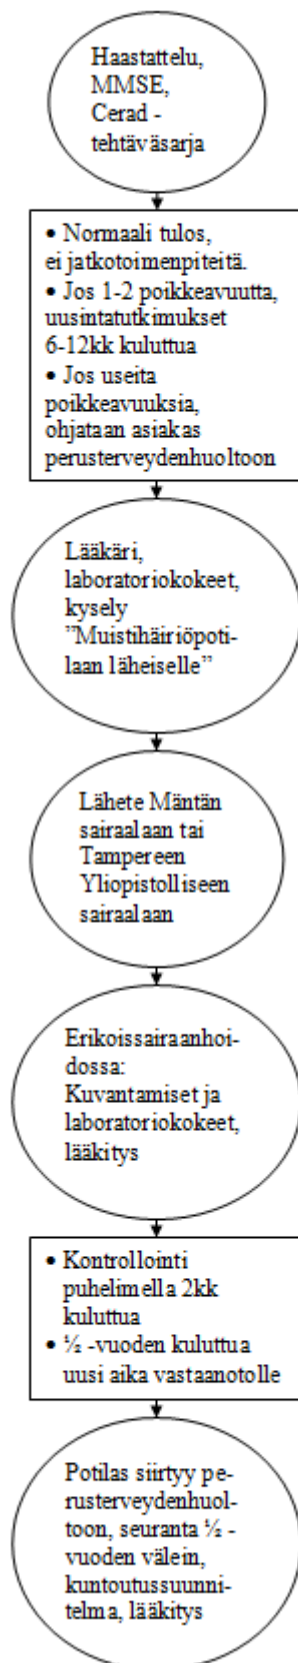 Haastattelu,
MMSE,
Cerad -
tehtäväsarja
• Normaali tulos,
ei jatkotoimenpiteitä.
• Jos 1-2 poikkeavuutta,
uusintatutkimukset
6-12kk kuluttua
• Jos useita
poikkeavuuksia,
ohjataan asiakas
perusterveydenhuoltoon
Lääkäri,
laboratoriokokeet,
kysely
”Muistihäiriöpoti-
laan läheiselle”
Lähete Mäntän
sairaalaan tai
Tampereen
Yliopistolliseen
sairaalaan
Erikoissairaanhoi-
dossa:
Kuvantamiset ja
laboratoriokokeet,
lääkitys
• Kontrollointi
puhelimella 2kk
kuluttua
• ½ -vuoden kuluttua
uusi aika vastaanotolle
Potilas siirtyy pe-
rusterveydenhuol-
toon, seuranta ½ -
vuoden välein,
kuntoutussuunni-
telma, lääkitys